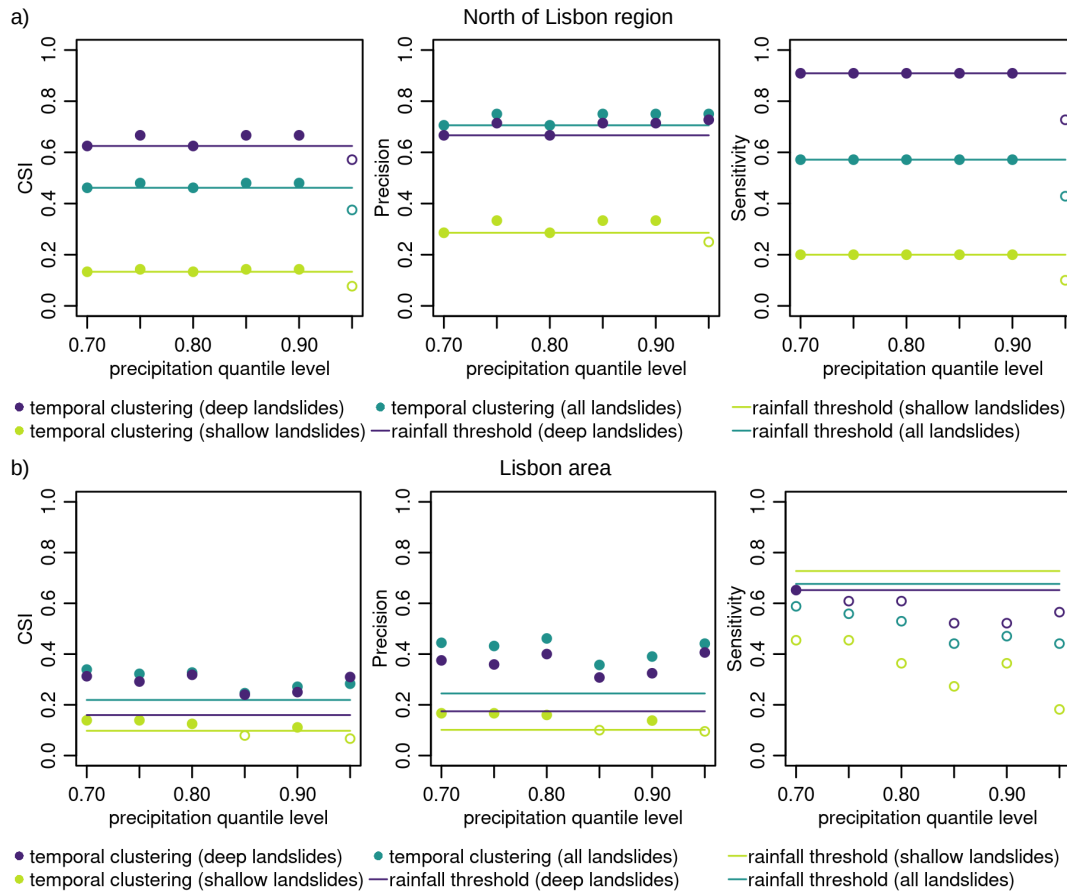 a)
North of Lisbon region
CSI
0.0 0.2 0.4 0.6 0.8 1.0
0.70 0.80 0.90
precipitation quantile level
Precision
0.0 0.2 0.4 0.6 0.8 1.0
0.70 0.80 0.90
precipitation quantile level
Sensitivity
0.0 0.2 0.4 0.6 0.8 1.0
0.70 0.80 0.90
precipitation quantile level
temporal clustering (deep landslides) temporal clustering (all landslides) rainfall threshold (shallow landslides)
temporal clustering (shallow landslides) rainfall threshold (deep landslides) rainfall threshold (all landslides)
b)
Lisbon area
CSI
0.0 0.2 0.4 0.6 0.8 1.0
0.70 0.80 0.90
precipitation quantile level
Precision
0.0 0.2 0.4 0.6 0.8 1.0
0.70 0.80 0.90
precipitation quantile level
Sensitivity
0.0 0.2 0.4 0.6 0.8 1.0
0.70 0.80 0.90
precipitation quantile level
temporal clustering (deep landslides) temporal clustering (all landslides) rainfall threshold (shallow landslides)
temporal clustering (shallow landslides) rainfall threshold (deep landslides) rainfall threshold (all landslides)